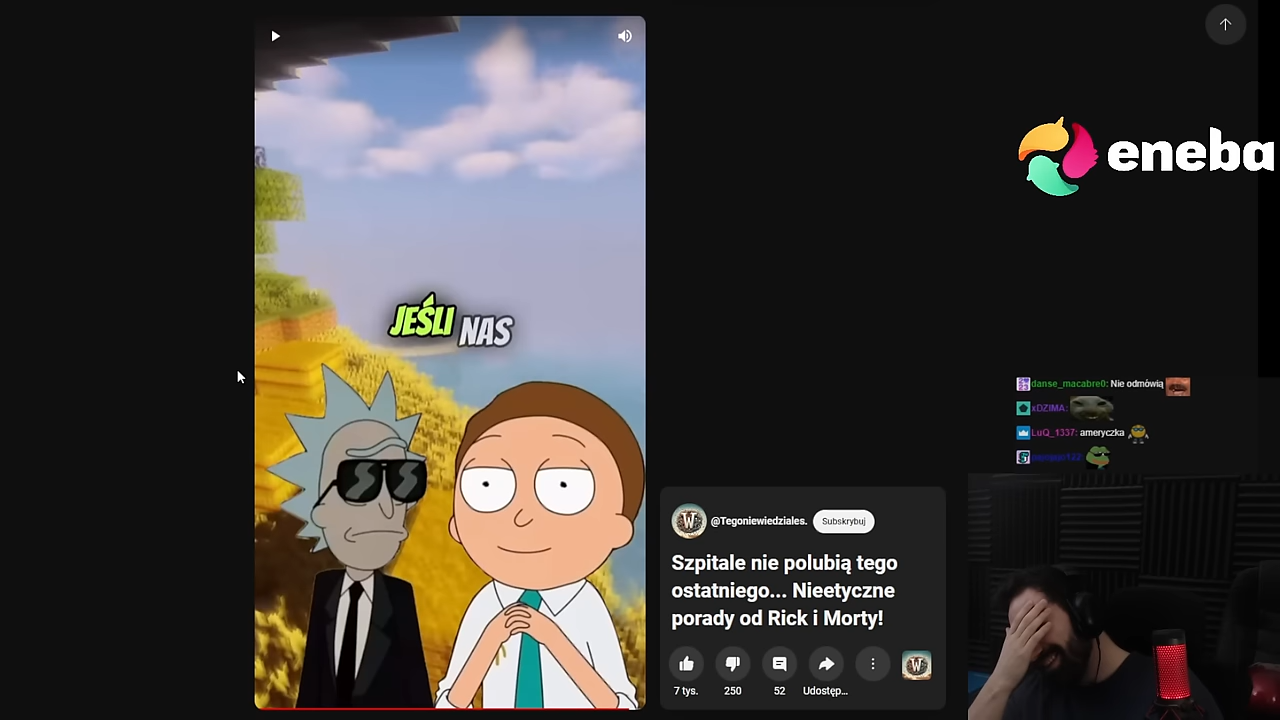 JEŚLI NAS
@Tegoniewiedziales.
Subskrybuj
Szpitale nie polubią tego
ostatniego... Nieetyczne
porady od Rick i Morty!
7 tys.
250
52
Udostęp...
W
W
eneba
danse_macabre0: Nie odmówią
xDZIMA:
LuQ_1337: ameryczka